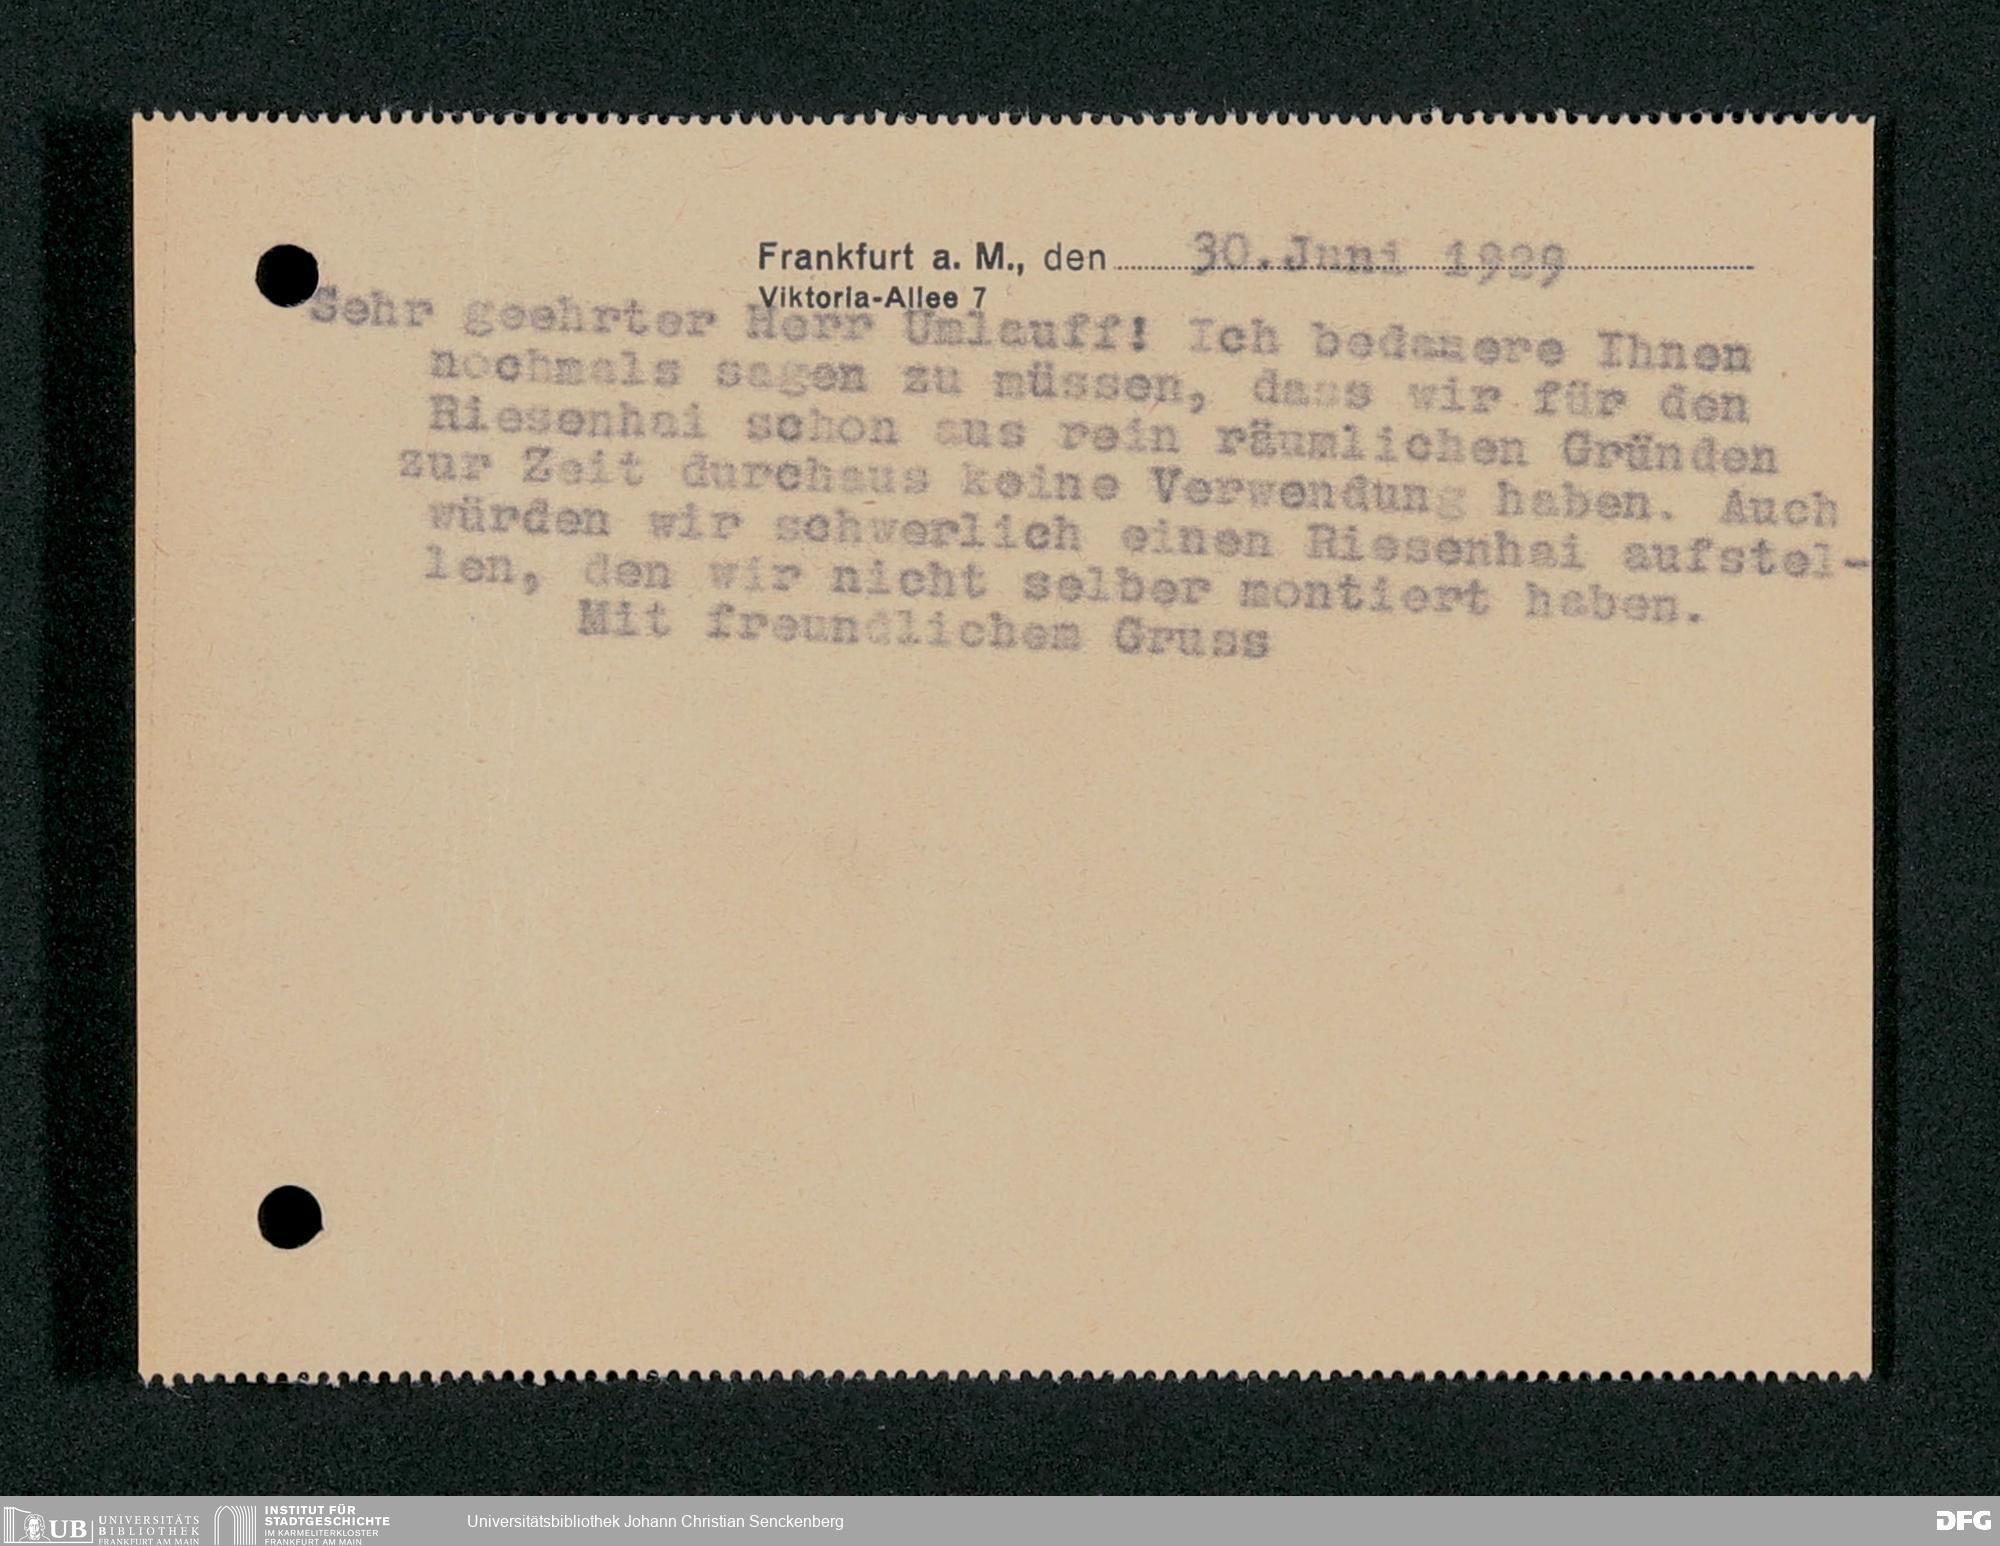 Frankfurt a. M., den 30. Juni 1929
Viktoria-Allee 7
Sehr geehrter Herr Umlauff! Ich bedauere Ihnen
nochmals sagen zu müssen, dass wir für den
Riesenhai schon aus rein räumlichen Gründen
zur Zeit durchaus keine Verwendung haben. Auch
würden wir schwerlich einen Riesenhai aufstel-
len, den wir nicht selber montiert haben.
Mit freundlichem Gruss
UB UNIVERSITÄTS
BIBLIOTHEK
FRANKFURT AM MAIN
INSTITUT FÜR
STADTGESCHICHTE
IM KARMELITERKLOSTER
FRANKFURT AM MAIN
Universitätsbibliothek Johann Christian Senckenberg
DFG